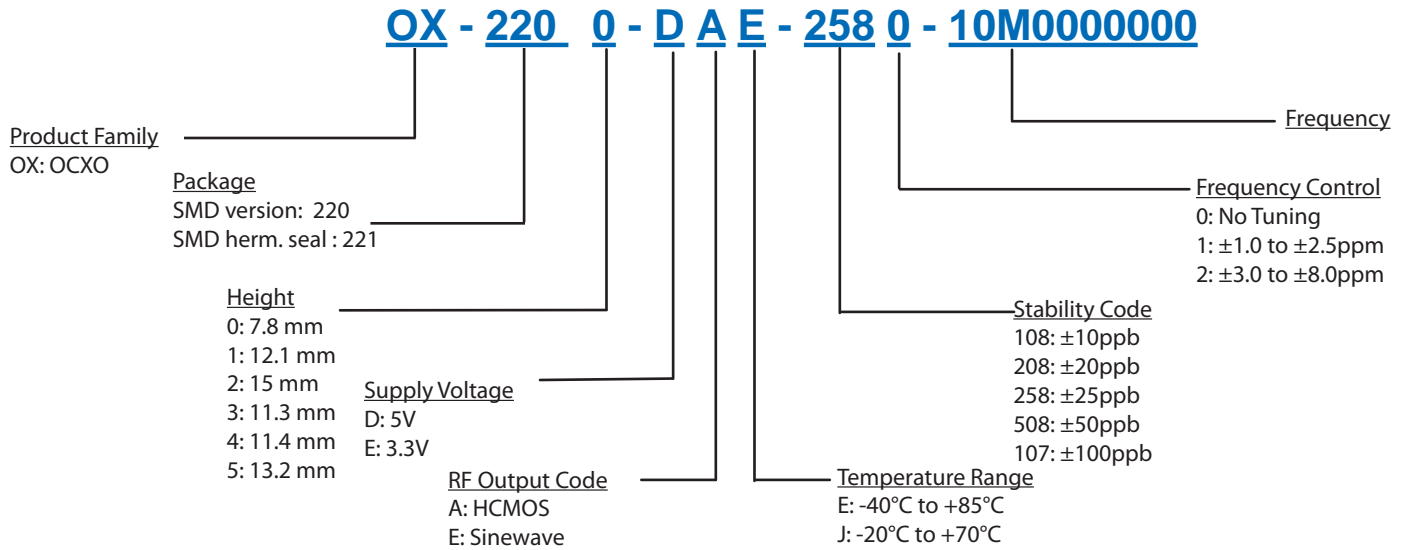 OX - 220 0 - D A E - 258 0 - 10M0000000
Product Family
OX: OCXO
Package
SMD version: 220
SMD herm. seal : 221
Height
0: 7.8 mm
1: 12.1 mm
2: 15 mm
3: 11.3 mm
4: 11.4 mm
5: 13.2 mm
Supply Voltage
D: 5V
E: 3.3V
RF Output Code
A: HCMOS
E: Sinewave
Temperature Range
E: -40°C to +85°C
J: -20°C to +70°C
Stability Code
108: ±10ppb
208: ±20ppb
258: ±25ppb
508: ±50ppb
107: ±100ppb
Frequency Control
0: No Tuning
1: ±1.0 to ±2.5ppm
2: ±3.0 to ±8.0ppm
Frequency